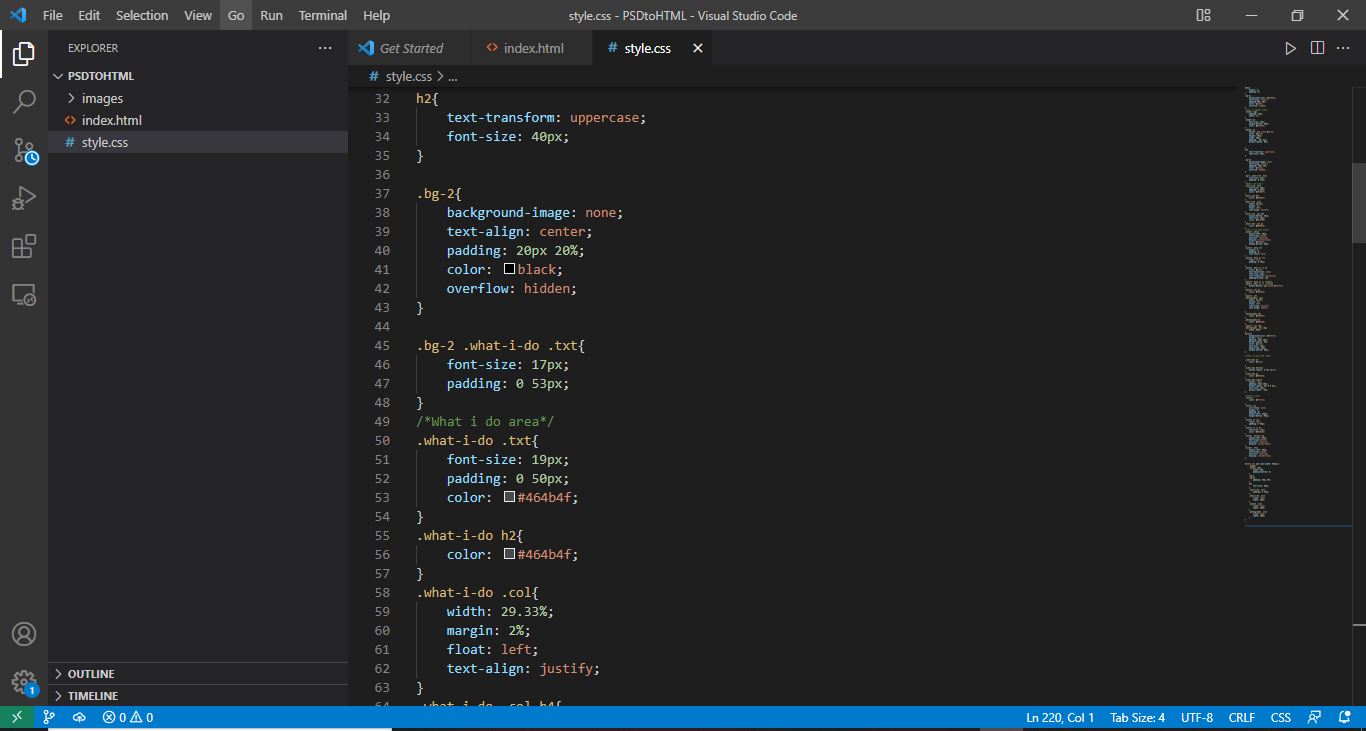 File Edit Selection View Go Run Terminal Help style.css - PSDtoHTML - Visual Studio Code
EXPLORER ... Get Started <> index.html # style.css
PSDTOHTML # style.css > ...
images
<> index.html
# style.css
32 h2{
33 text-transform: uppercase;
34 font-size: 40px;
35 }
36
37 .bg-2{
38 background-image: none;
39 text-align: center;
40 padding: 20px 20%;
41 color: black;
42 overflow: hidden;
43 }
44
45 .bg-2 .what-i-do .txt{
46 font-size: 17px;
47 padding: 0 53px;
48 }
49 /*What i do area*/
50 .what-i-do .txt{
51 font-size: 19px;
52 padding: 0 50px;
53 color: #464b4f;
54 }
55 .what-i-do h2{
56 color: #464b4f;
57 }
58 .what-i-do .col{
59 width: 29.33%;
60 margin: 2%;
61 float: left;
62 text-align: justify;
63 }
64 .what-i-do .col h4{
OUTLINE
TIMELINE
1
0 0 Ln 220, Col 1 Tab Size: 4 UTF-8 CRLF CSS